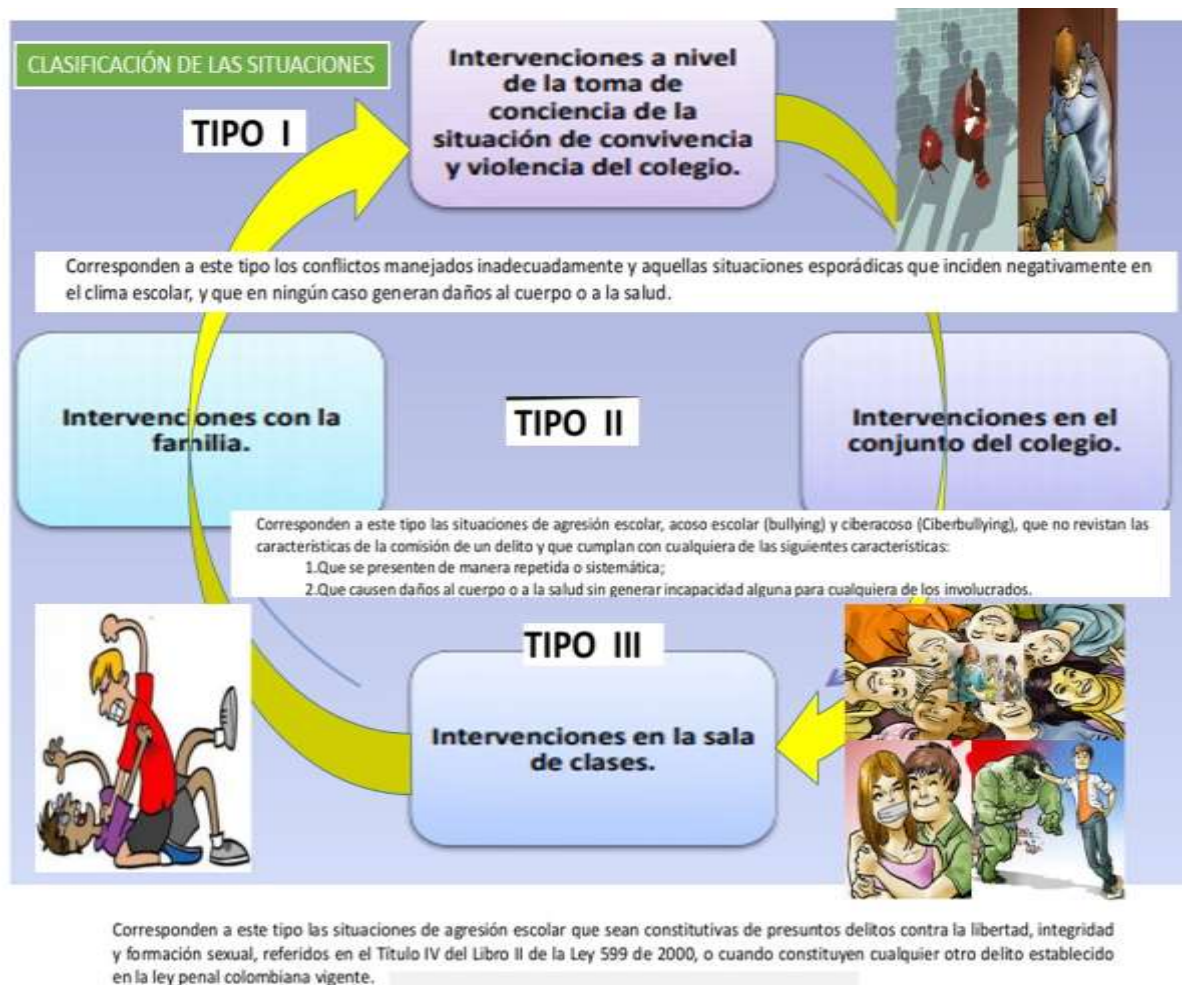 CLASIFICACIÓN DE LAS SITUACIONES
Intervenciones a nivel
de la toma de
conciencia de la
situación de convivencia
y violencia del colegio.
TIPO I
Corresponden a este tipo los conflictos manejados inadecuadamente y aquellas situaciones esporádicas que inciden negativamente en
el clima escolar, y que en ningún caso generan daños al cuerpo o a la salud.
Intervenciones con la
familia.
TIPO II
Intervenciones en el
conjunto del colegio.
Corresponden a este tipo las situaciones de agresión escolar, acoso escolar (bullying) y ciberacoso (Ciberbullying), que no revistan las
características de la comisión de un delito y que cumplan con cualquiera de las siguientes características:
1.Que se presenten de manera repetida o sistemática;
2.Que causen daños al cuerpo o a la salud sin generar incapacidad alguna para cualquiera de los involucrados.
TIPO III
Intervenciones en la sala
de clases.
Corresponden a este tipo las situaciones de agresión escolar que sean constitutivas de presuntos delitos contra la libertad, integridad
y formación sexual, referidos en el Título IV del Libro II de la Ley 599 de 2000, o cuando constituyen cualquier otro delito establecido
en la ley penal colombiana vigente.